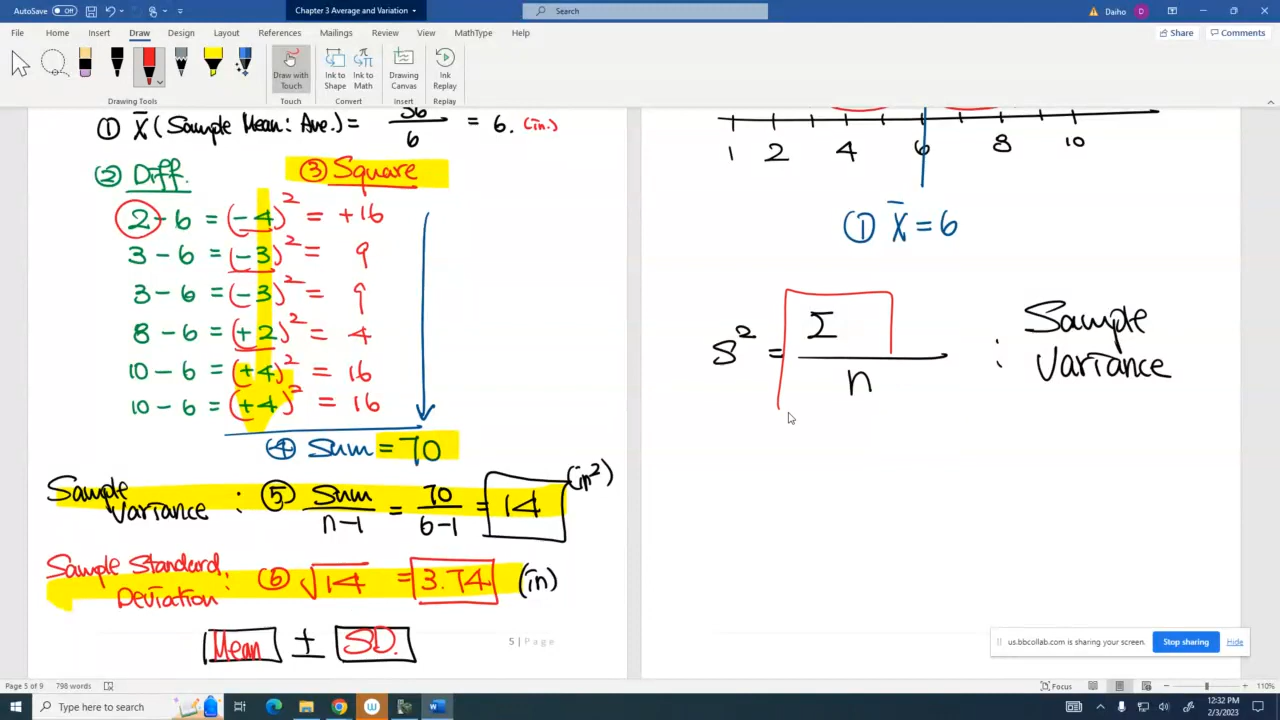 AutoSave Off Chapter 3 Average and Variation Search Daiho
File Home Insert Draw Design Layout References Mailings Review View MathType Help Share Comments
Draw with Touch Ink to Shape Ink to Math Drawing Canvas Ink Replay
Drawing Tools Touch Convert Insert Replay
① X̄ (Sample Mean: Ave.) = 36/6 = 6. (in.)
② Diff. ③ Square
2 - 6 = (-4)² = +16
3 - 6 = (-3)² = 9
3 - 6 = (-3)² = 9
8 - 6 = (+2)² = 4
10 - 6 = (+4)² = 16
10 - 6 = (+4)² = 16
④ Sum = 70
Sample Variance : ⑤ Sum/n-1 = 70/6-1 = 14 (in²)
Sample Standard Deviation : ⑥ √14 = 3.74 (in)
Mean ± SD.
5 | Page
1 2 4 6 8 10
① X̄ = 6
S² = Σ/n : Sample Variance
us.bbcollab.com is sharing your screen. Stop sharing Hide
Page 5 of 9 798 words Focus 110%
Type here to search 12:32 PM
2/3/2023